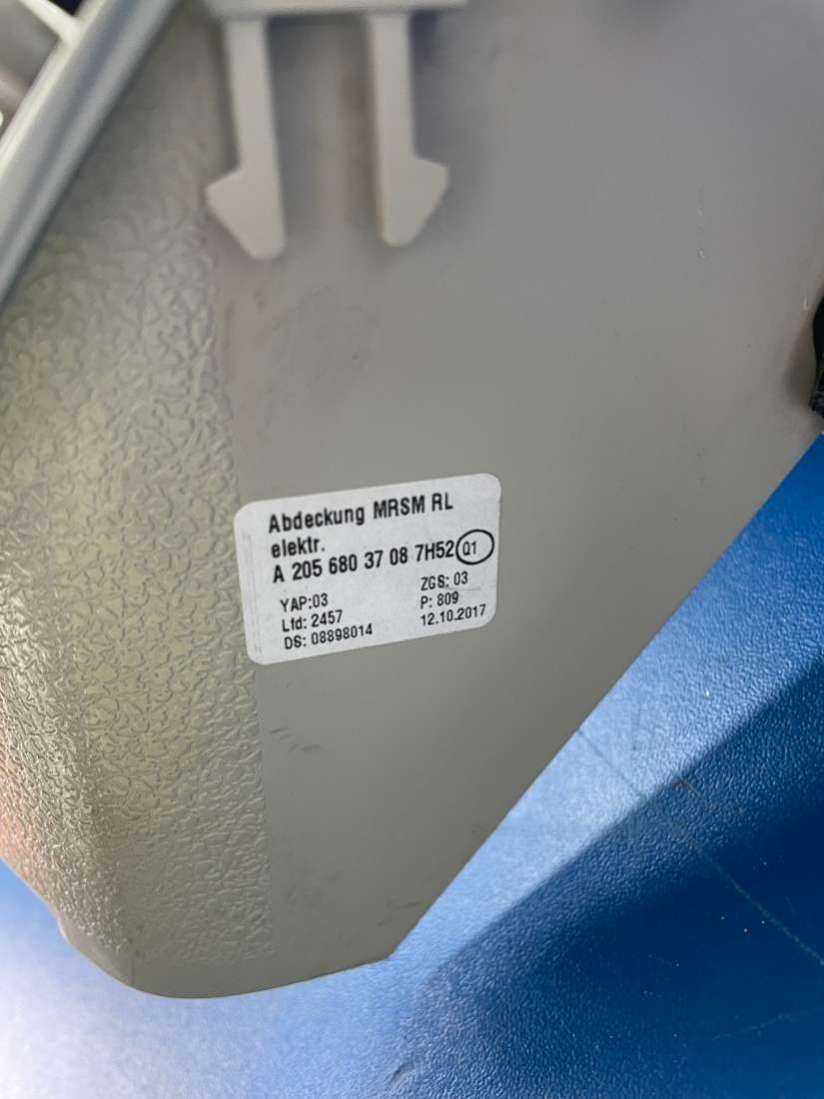 Abdeckung MRSM RL
elektr.
A 205 680 37 08 7H52 Q1
YAP:03 ZGS: 03
Lfd: 2457 P: 809
DS: 08898014 12.10.2017